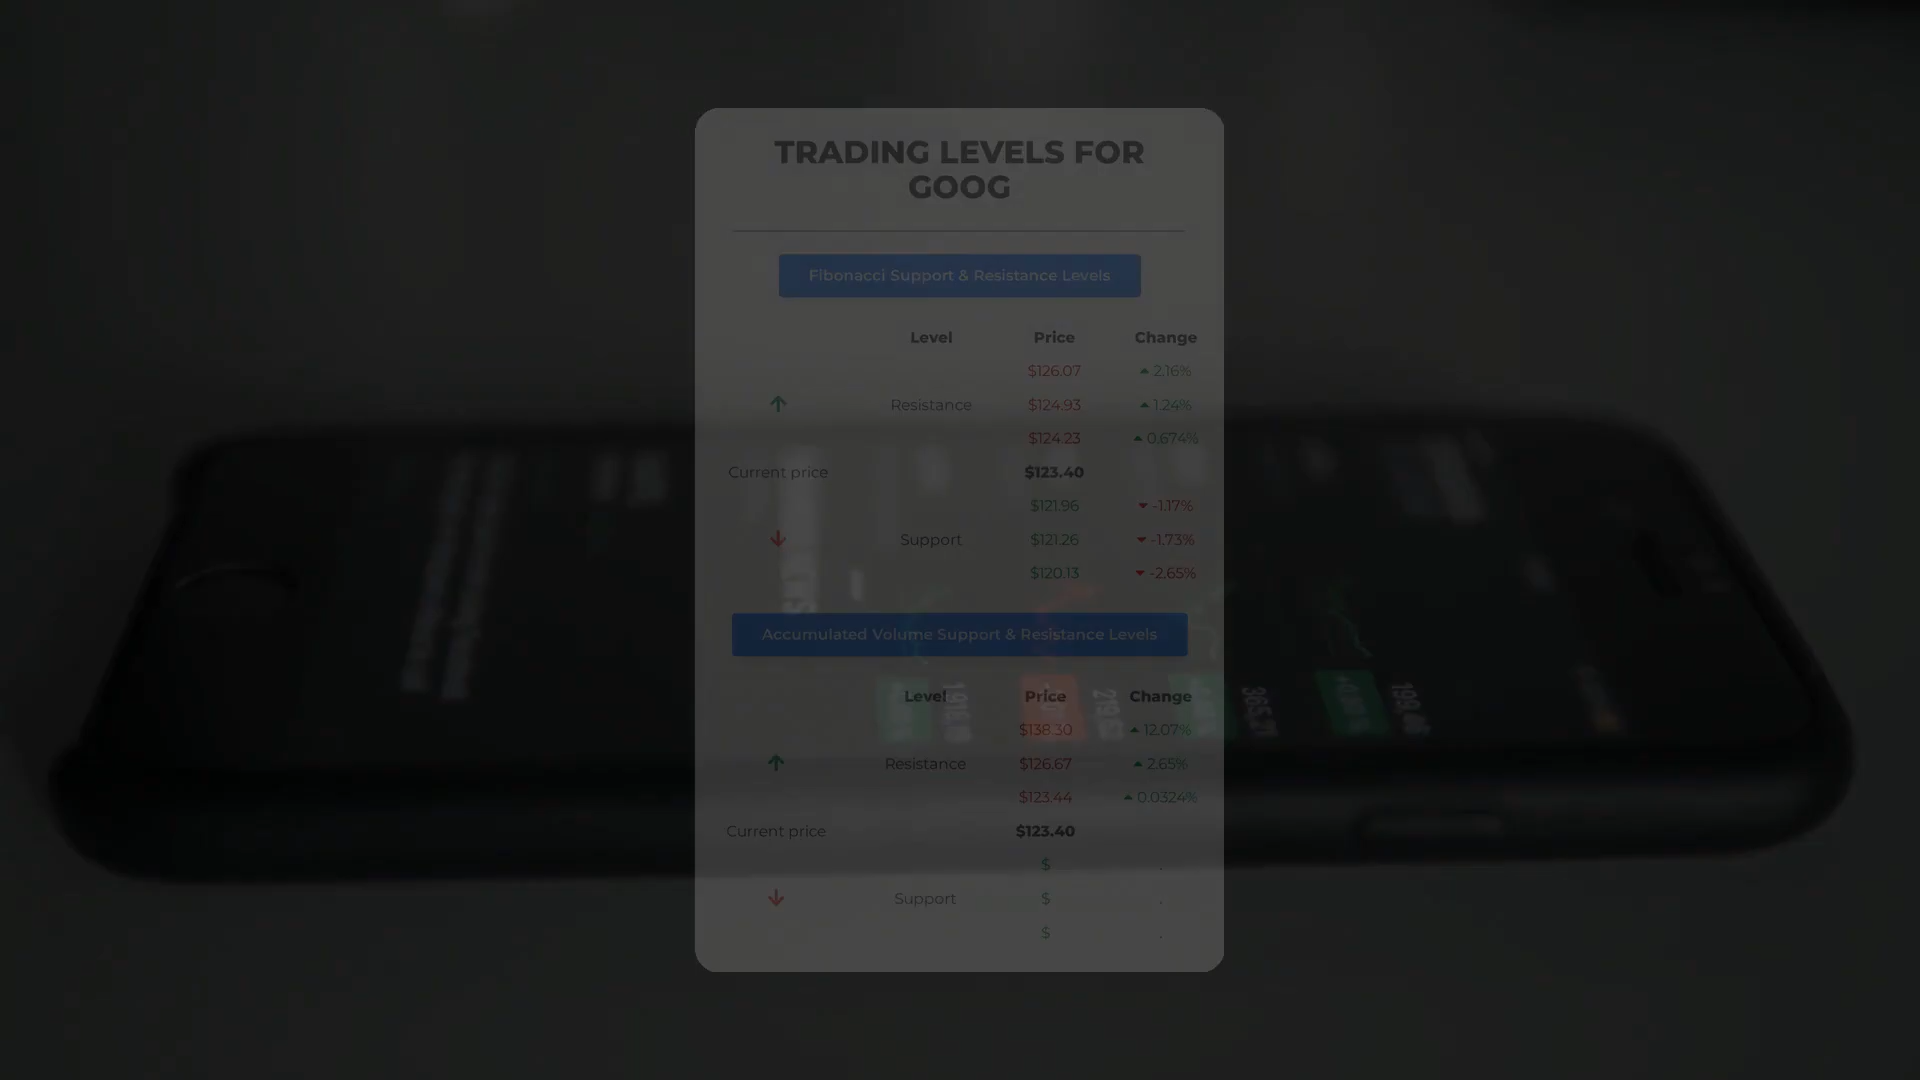 TRADING LEVELS FOR
GOOG
Fibonacci Support & Resistance Levels
Level Price Change
$126.07 2.16%
Resistance $124.93 1.24%
$124.23 0.674%
Current price $123.40
$121.96 -1.17%
Support $121.26 -1.73%
$120.13 -2.65%
Accumulated Volume Support & Resistance Levels
Level Price Change
$138.30 12.07%
Resistance $126.67 2.65%
$123.44 0.0324%
Current price $123.40
$ .
Support $ .
$ .
365.21